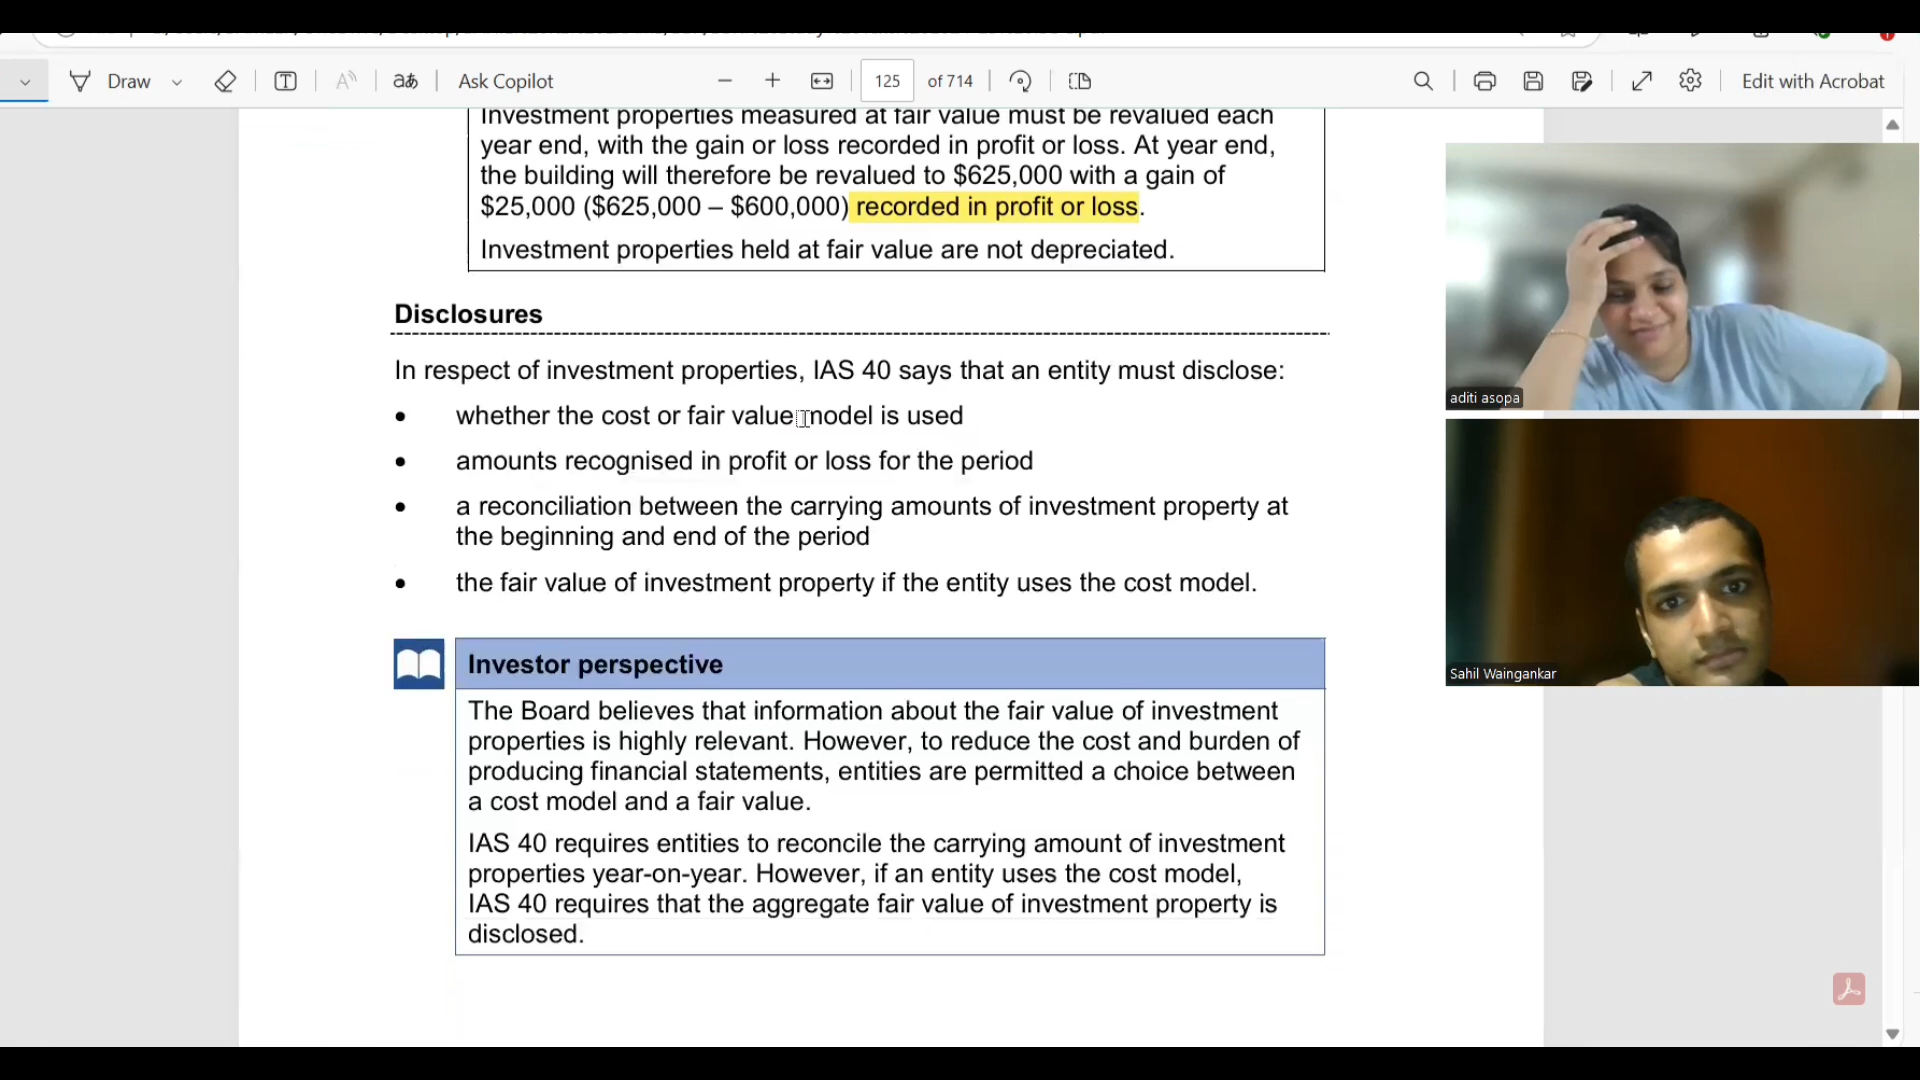 Draw
aあ
Ask Copilot
125
of 714
Edit with Acrobat
Investment properties measured at fair value must be revalued each
year end, with the gain or loss recorded in profit or loss. At year end,
the building will therefore be revalued to $625,000 with a gain of
$25,000 ($625,000 – $600,000) recorded in profit or loss.
Investment properties held at fair value are not depreciated.
Disclosures
In respect of investment properties, IAS 40 says that an entity must disclose:
• whether the cost or fair value model is used
• amounts recognised in profit or loss for the period
• a reconciliation between the carrying amounts of investment property at
the beginning and end of the period
• the fair value of investment property if the entity uses the cost model.
Investor perspective
The Board believes that information about the fair value of investment
properties is highly relevant. However, to reduce the cost and burden of
producing financial statements, entities are permitted a choice between
a cost model and a fair value.
IAS 40 requires entities to reconcile the carrying amount of investment
properties year-on-year. However, if an entity uses the cost model,
IAS 40 requires that the aggregate fair value of investment property is
disclosed.
aditi asopa
Sahil Waingankar